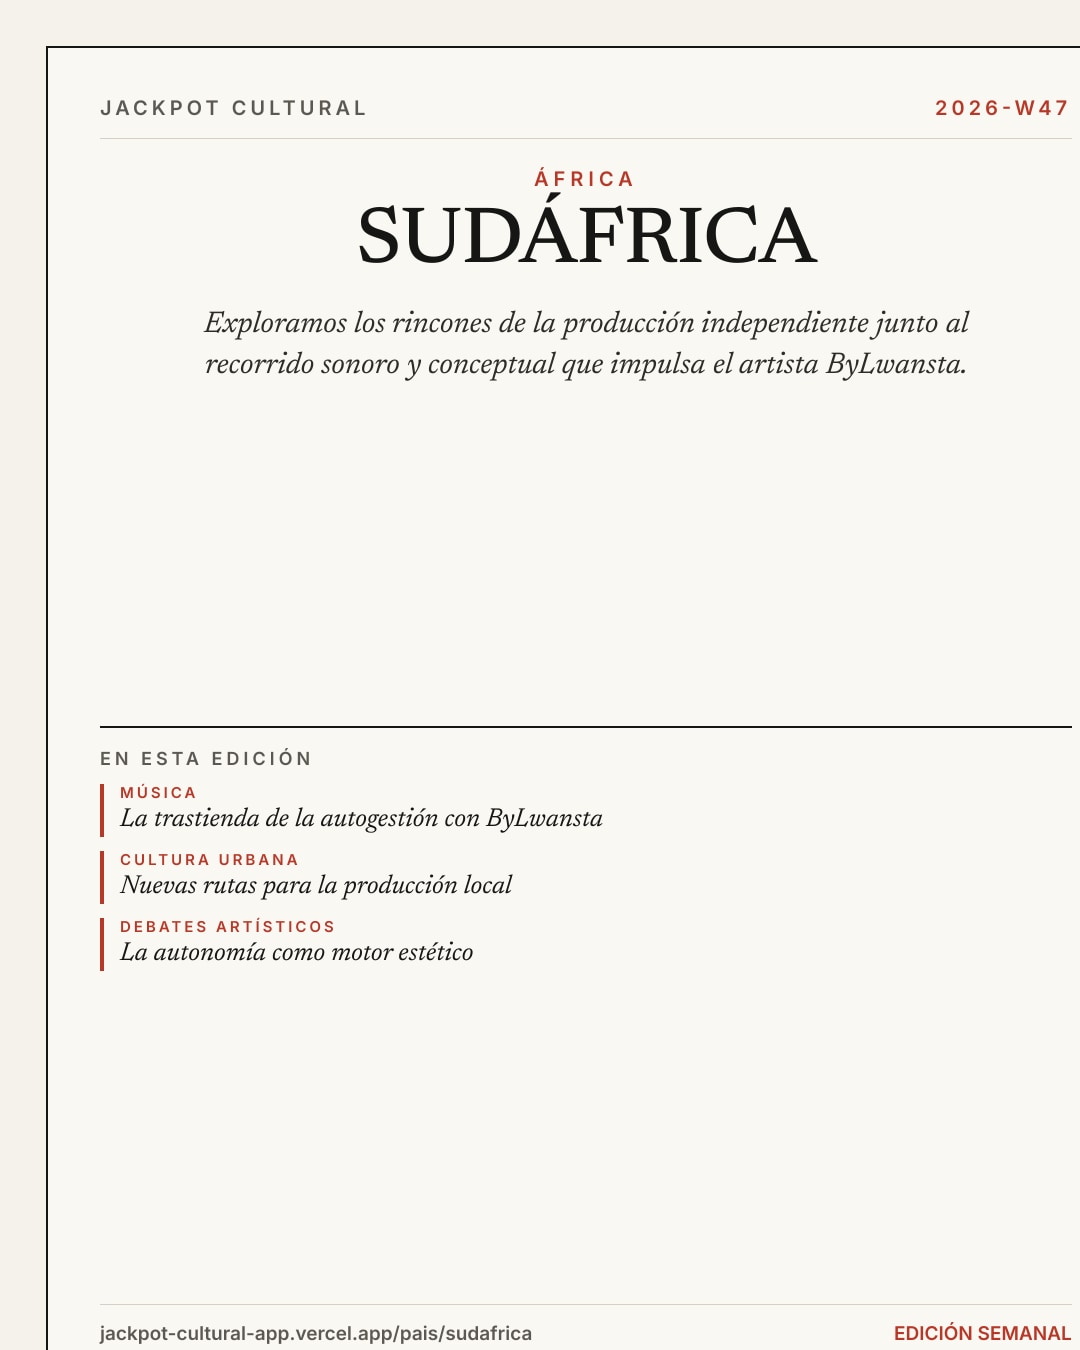 JACKPOT CULTURAL
2026-W47
ÁFRICA
SUDÁFRICA
Exploramos los rincones de la producción independiente junto al
recorrido sonoro y conceptual que impulsa el artista ByLwansta.
EN ESTA EDICIÓN
MÚSICA
La trastienda de la autogestión con ByLwansta
CULTURA URBANA
Nuevas rutas para la producción local
DEBATES ARTÍSTICOS
La autonomía como motor estético
jackpot-cultural-app.vercel.app/pais/sudafrica
EDICIÓN SEMANAL